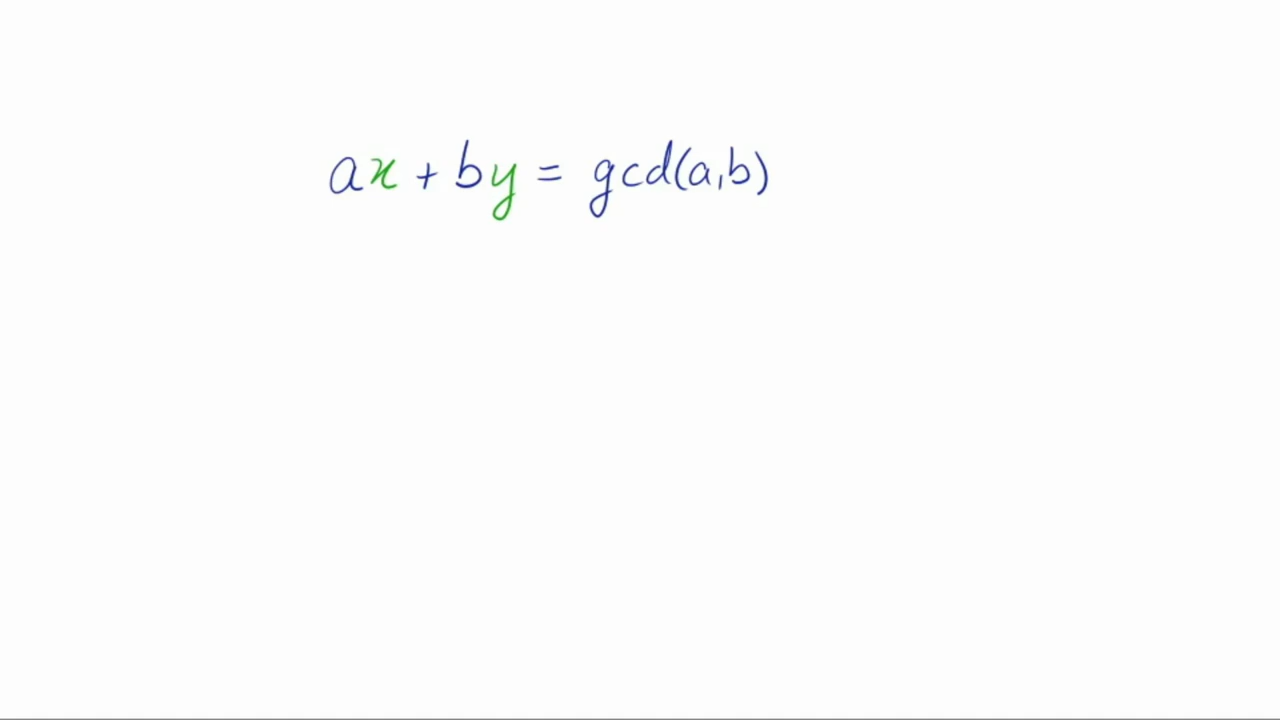 ax + by = gcd(a,b)